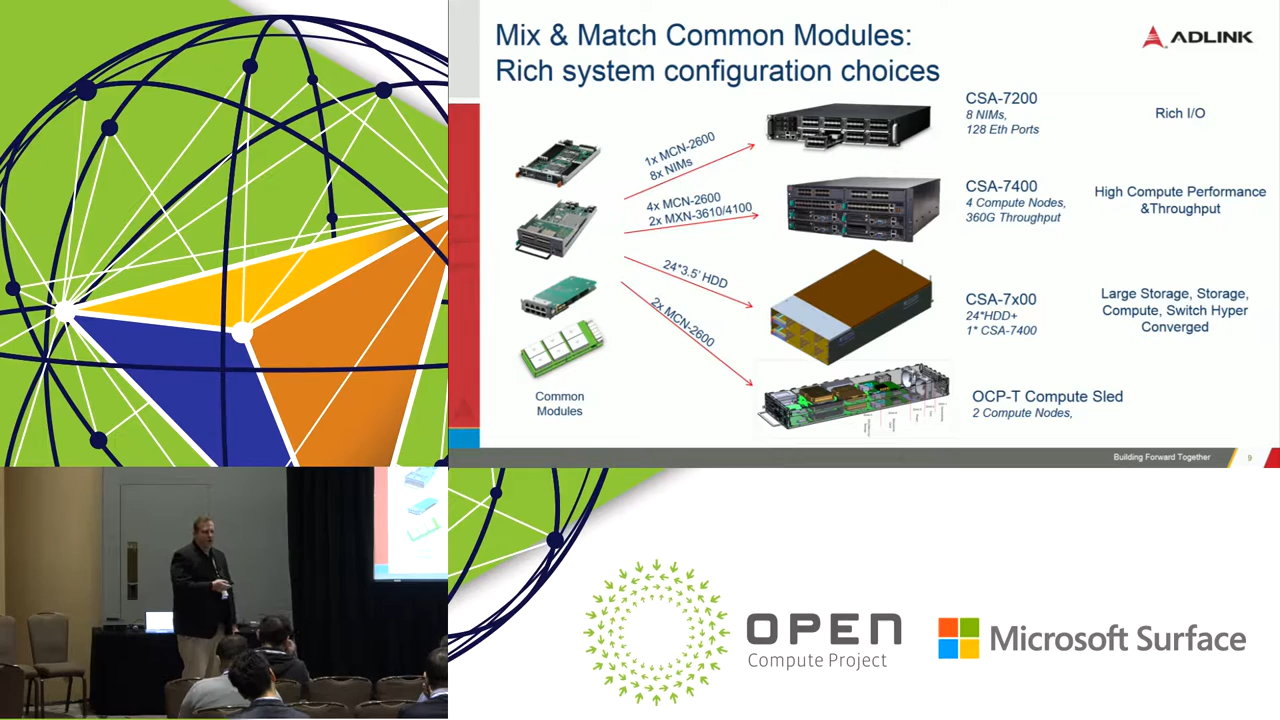 Mix & Match Common Modules:
Rich system configuration choices
ADLINK
1x MCN-2600
8x NIMs
CSA-7200
8 NIMs,
128 Eth Ports
Rich I/O
4x MCN-2600
2x MXN-3610/4100
CSA-7400
4 Compute Nodes,
360G Throughput
High Compute Performance
&Throughput
24*3.5' HDD
CSA-7x00
24*HDD+
1* CSA-7400
Large Storage, Storage,
Compute, Switch Hyper
Converged
2x MCN-2600
OCP-T Compute Sled
2 Compute Nodes,
Common
Modules
Building Forward Together
9
OPEN
Compute Project
Microsoft Surface